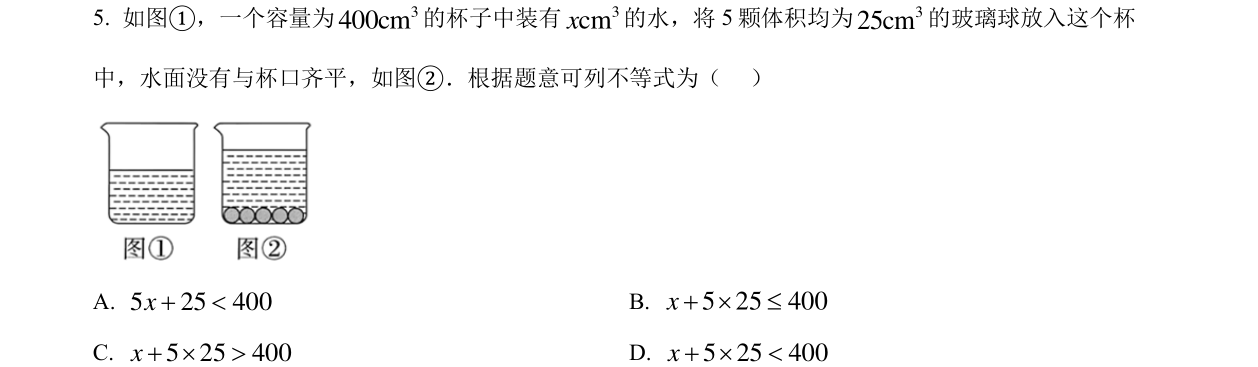 5. 如图①，一个容量为400cm³的杯子中装有 xcm³的水，将 5 颗体积均为25cm³的玻璃球放入这个杯
中，水面没有与杯口齐平，如图②．根据题意可列不等式为（　）
图① 图②
A. 5x+25<400 B. x+5×25≤400
C. x+5×25>400 D. x+5×25<400